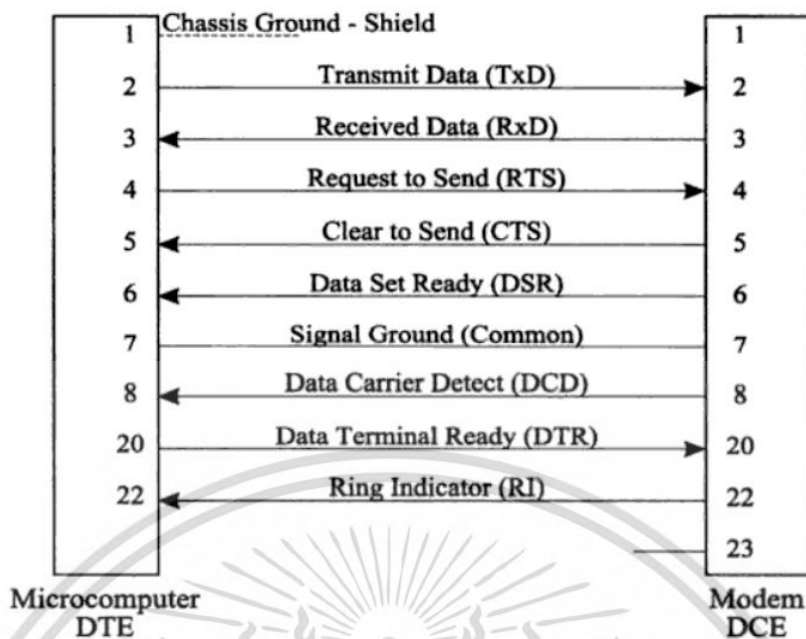 1 Chassis Ground - Shield 1
2 Transmit Data (TxD) 2
3 Received Data (RxD) 3
4 Request to Send (RTS) 4
5 Clear to Send (CTS) 5
6 Data Set Ready (DSR) 6
7 Signal Ground (Common) 7
8 Data Carrier Detect (DCD) 8
20 Data Terminal Ready (DTR) 20
22 Ring Indicator (RI) 22
23
Microcomputer Modem
DTE DCE